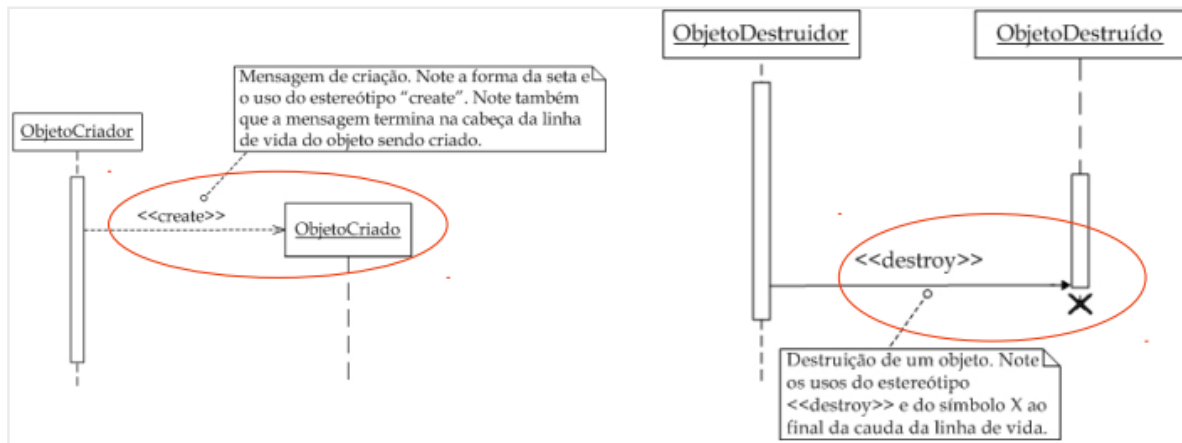 Mensagem de criação. Note a forma da seta e
o uso do estereótipo “create”. Note também
que a mensagem termina na cabeça da linha
de vida do objeto sendo criado.
ObjetoCriador
<<create>>
ObjetoCriado
ObjetoDestruidor
ObjetoDestruído
<<destroy>>
Destruição de um objeto. Note
os usos do estereótipo
<<destroy>> e do símbolo X ao
final da cauda da linha de vida.